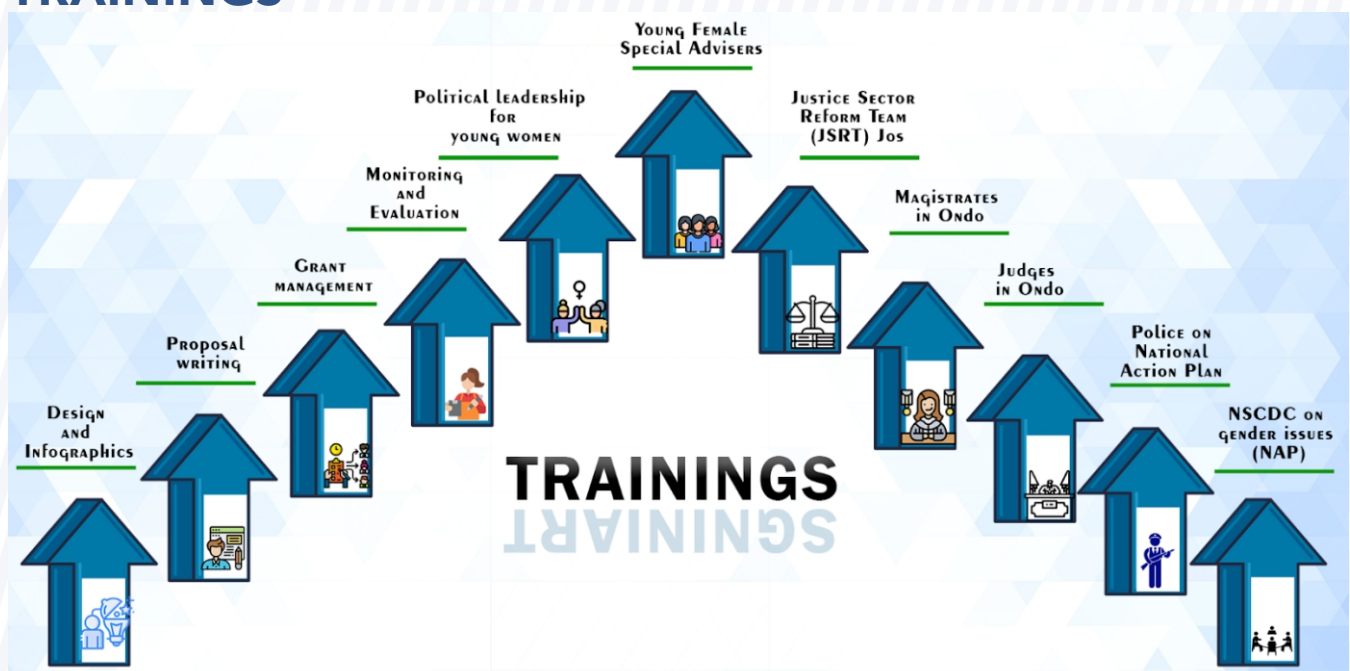 TRAININGS
Young Female
Special Advisers
Political leadership
for
young women
Justice Sector
Reform Team
(JSRT) Jos
Monitoring
and
Evaluation
Magistrates
in Ondo
Grant
management
Judges
in Ondo
Proposal
writing
Police on
National
Action Plan
Design
and
Infographics
NSCDC on
gender issues
(NAP)
TRAININGS